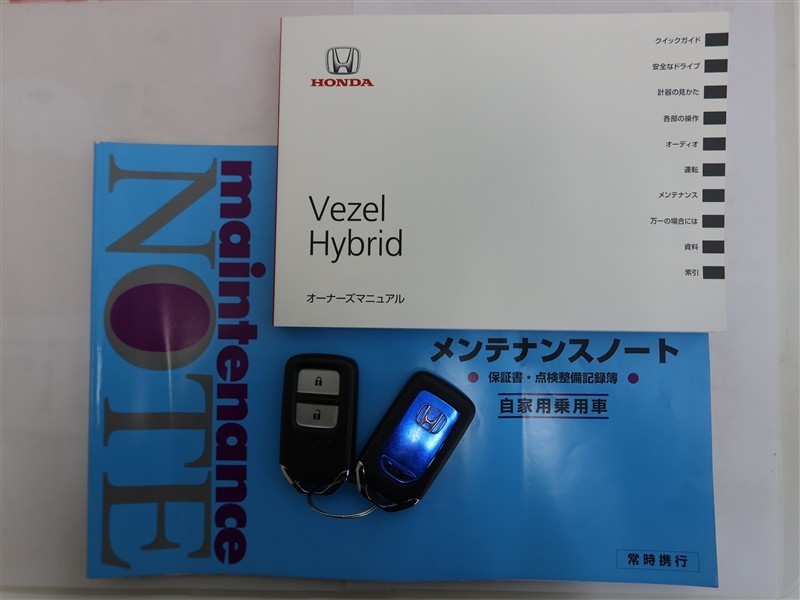 HONDA
Vezel
Hybrid
オーナーズマニュアル
クイックガイド
安全なドライブ
計器の見かた
各部の操作
オーディオ
運転
メンテナンス
万一の場合には
資料
索引
maintenance
NOTE
メンテナンスノート
● 保証書・点検整備記録簿 ●
自家用乗用車
常時携行